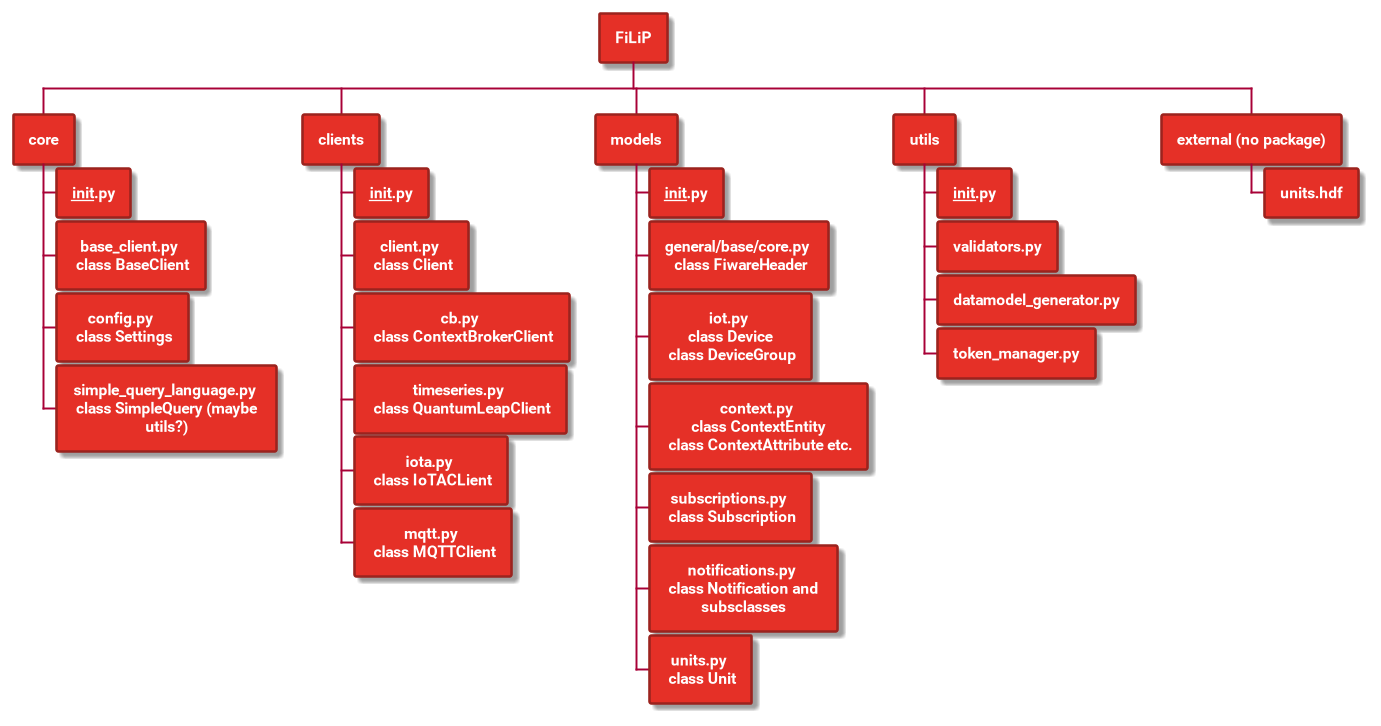 FiLiP
core
init.py
base_client.py
class BaseClient
config.py
class Settings
simple_query_language.py
class SimpleQuery (maybe
utils?)
clients
init.py
client.py
class Client
cb.py
class ContextBrokerClient
timeseries.py
class QuantumLeapClient
iota.py
class IoTACLient
mqtt.py
class MQTTClient
models
init.py
general/base/core.py
class FiwareHeader
iot.py
class Device
class DeviceGroup
context.py
class ContextEntity
class ContextAttribute etc.
subscriptions.py
class Subscription
notifications.py
class Notification and
subsclasses
units.py
class Unit
utils
init.py
validators.py
datamodel_generator.py
token_manager.py
external (no package)
units.hdf